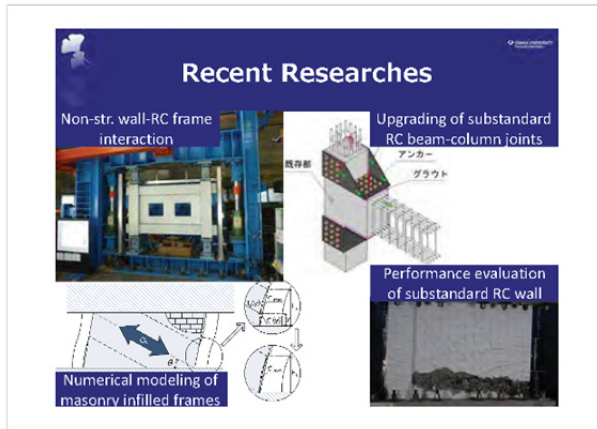 OSAKA UNIVERSITY
Recent Researches
Non-str. wall-RC frame
interaction
Upgrading of substandard
RC beam-column joints
アンカー
グラウト
既存部
Performance evaluation
of substandard RC wall
Numerical modeling of
masonry infilled frames